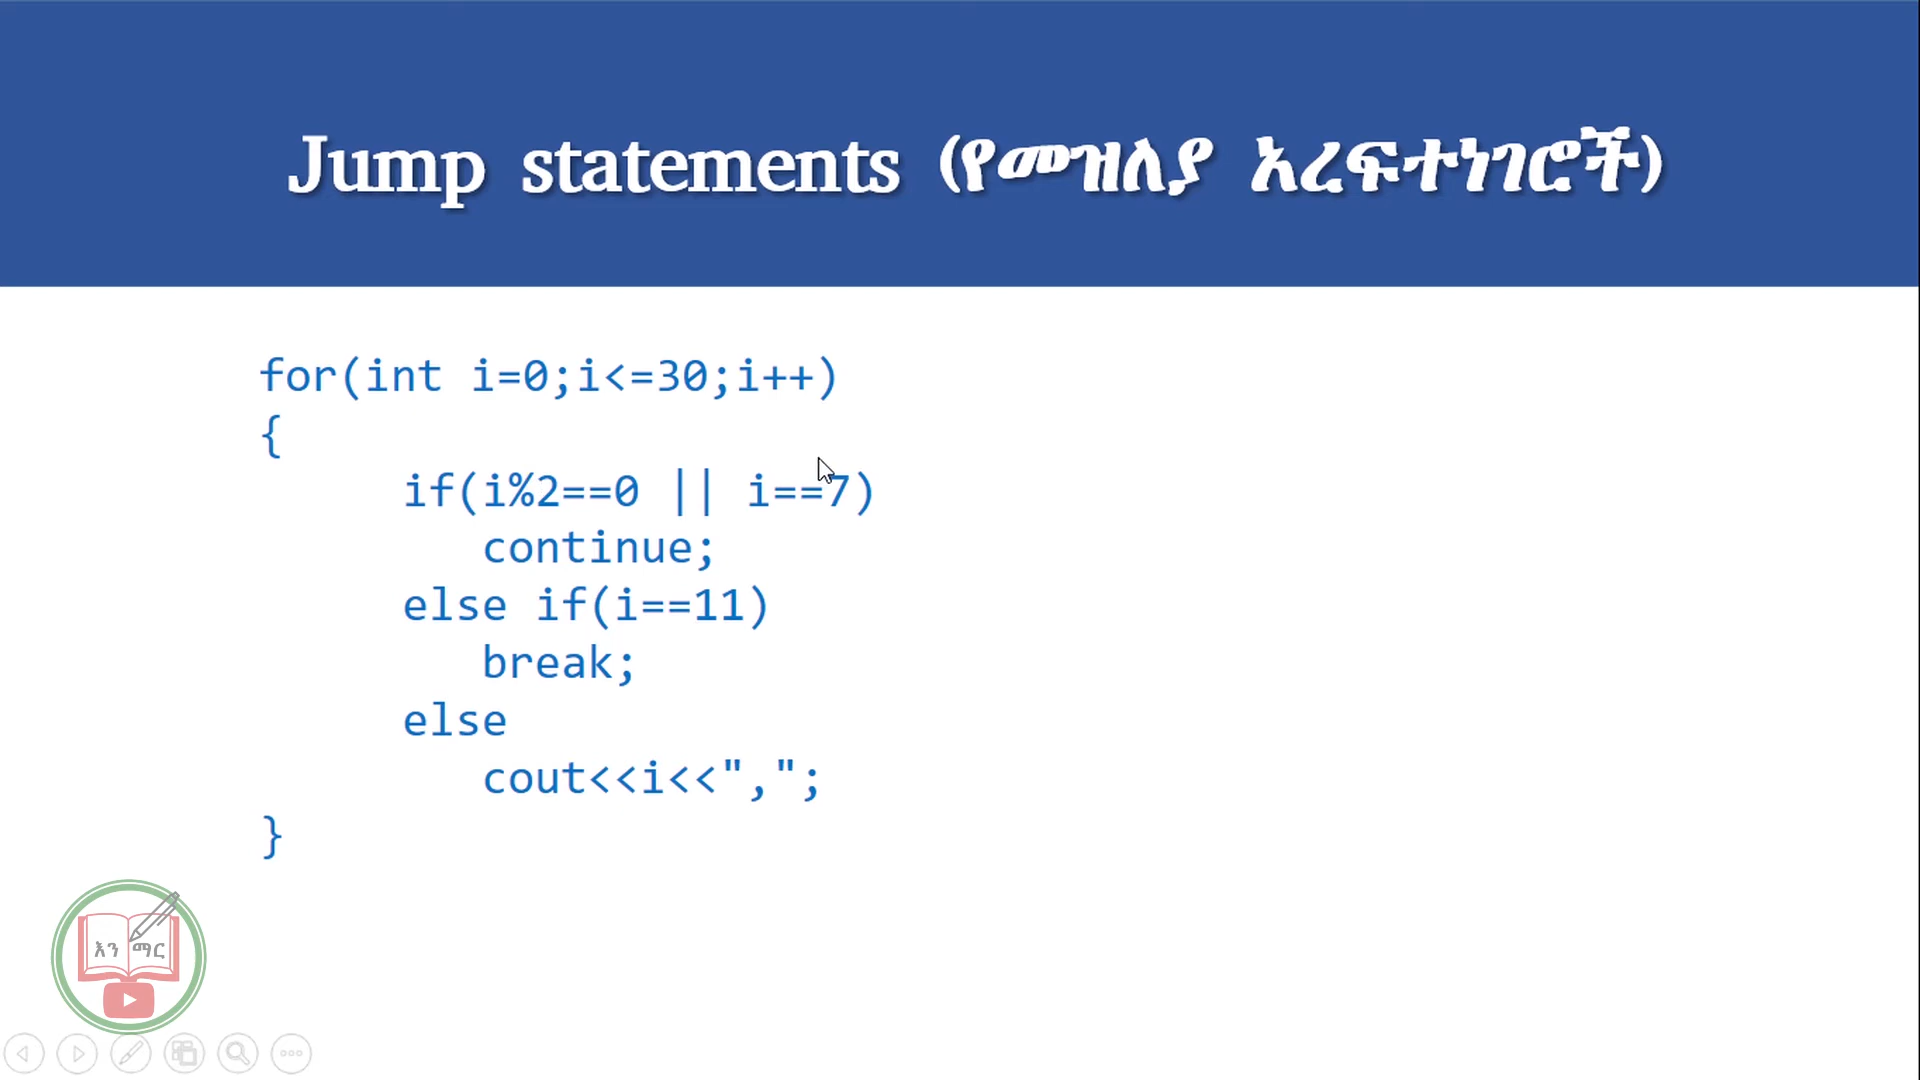 Jump statements (የመዝለያ አረፍተነገሮች)
for(int i=0;i<=30;i++)
{
if(i%2==0 || i==7)
continue;
else if(i==11)
break;
else
cout<<i<<",";
}
እን ማር